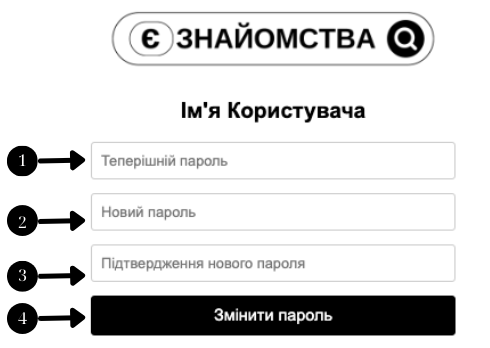 Є ЗНАЙОМСТВА
Ім'я Користувача
1 Теперішній пароль
2 Новий пароль
3 Підтвердження нового пароля
4 Змінити пароль